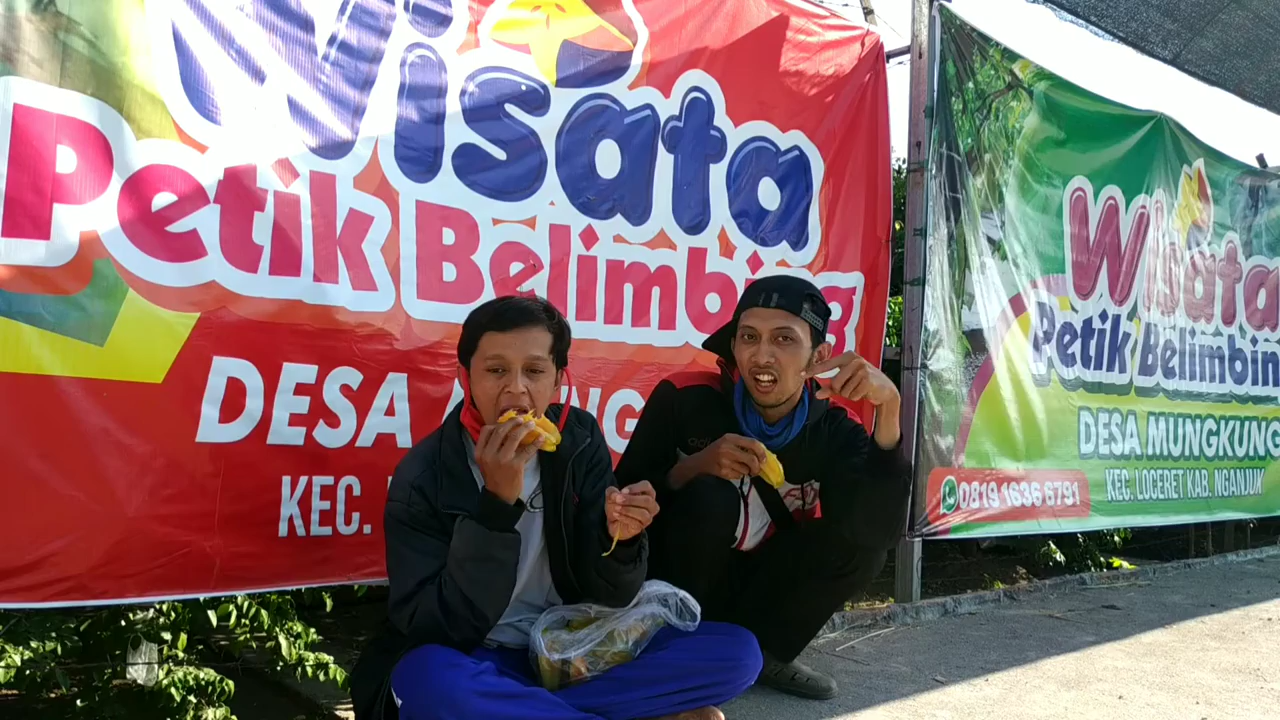 Wisata
Petik Belimbing
DESA
KEC.
Wisata
Petik Belimbin
DESA MUNGKUNG
KEC. LOCERET KAB. NGANJUK
0819 1636 6791